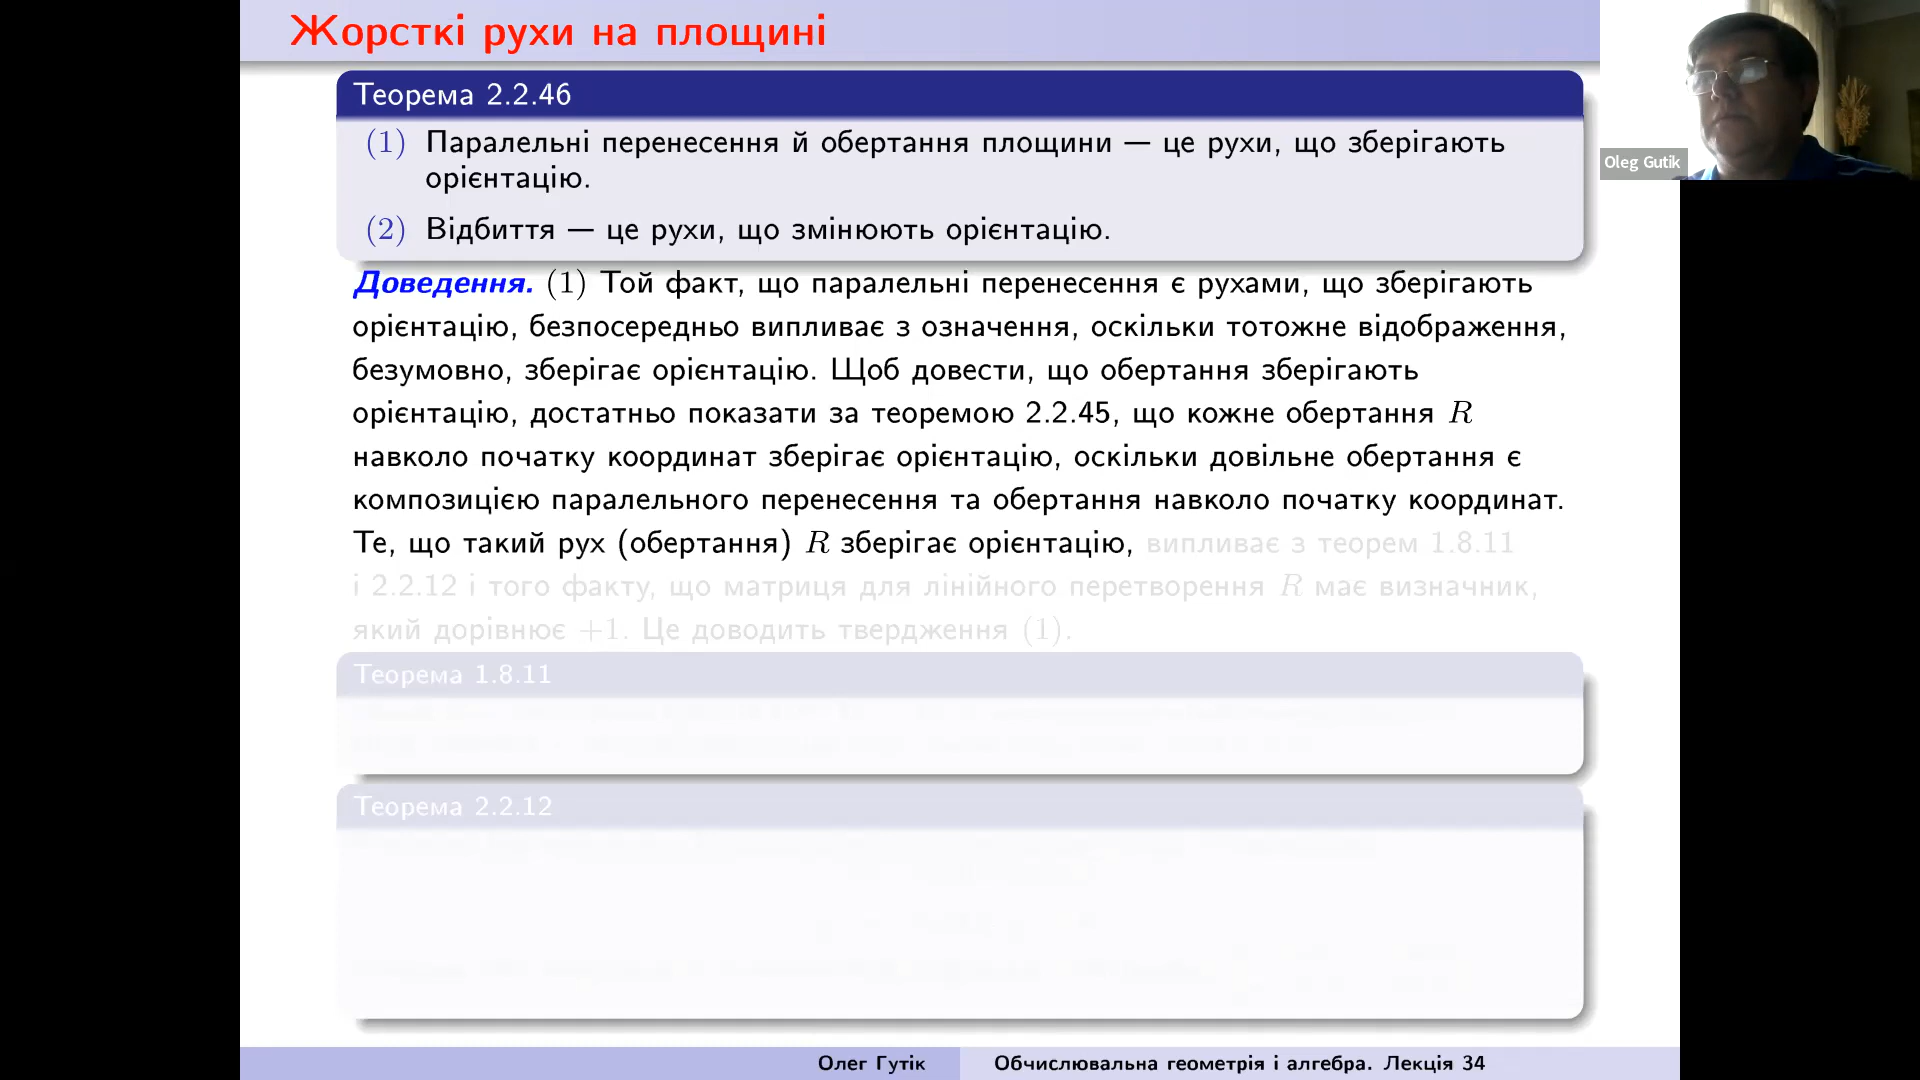 Жорсткі рухи на площині
Теорема 2.2.46
(1) Паралельні перенесення й обертання площини — це рухи, що зберігають
орієнтацію.
(2) Відбиття — це рухи, що змінюють орієнтацію.
Доведення. (1) Той факт, що паралельні перенесення є рухами, що зберігають
орієнтацію, безпосередньо випливає з означення, оскільки тотожне відображення,
безумовно, зберігає орієнтацію. Щоб довести, що обертання зберігають
орієнтацію, достатньо показати за теоремою 2.2.45, що кожне обертання R
навколо початку координат зберігає орієнтацію, оскільки довільне обертання є
композицією паралельного перенесення та обертання навколо початку координат.
Те, що такий рух (обертання) R зберігає орієнтацію, випливає з теорем 1.8.11
і 2.2.12 і того факту, що матриця для лінійного перетворення R має визначник,
який дорівнює +1. Це доводить твердження (1).
Теорема 1.8.11
Теорема 2.2.12
Олег Гутік
Обчислювальна геометрія і алгебра. Лекція 34
Oleg Gutik